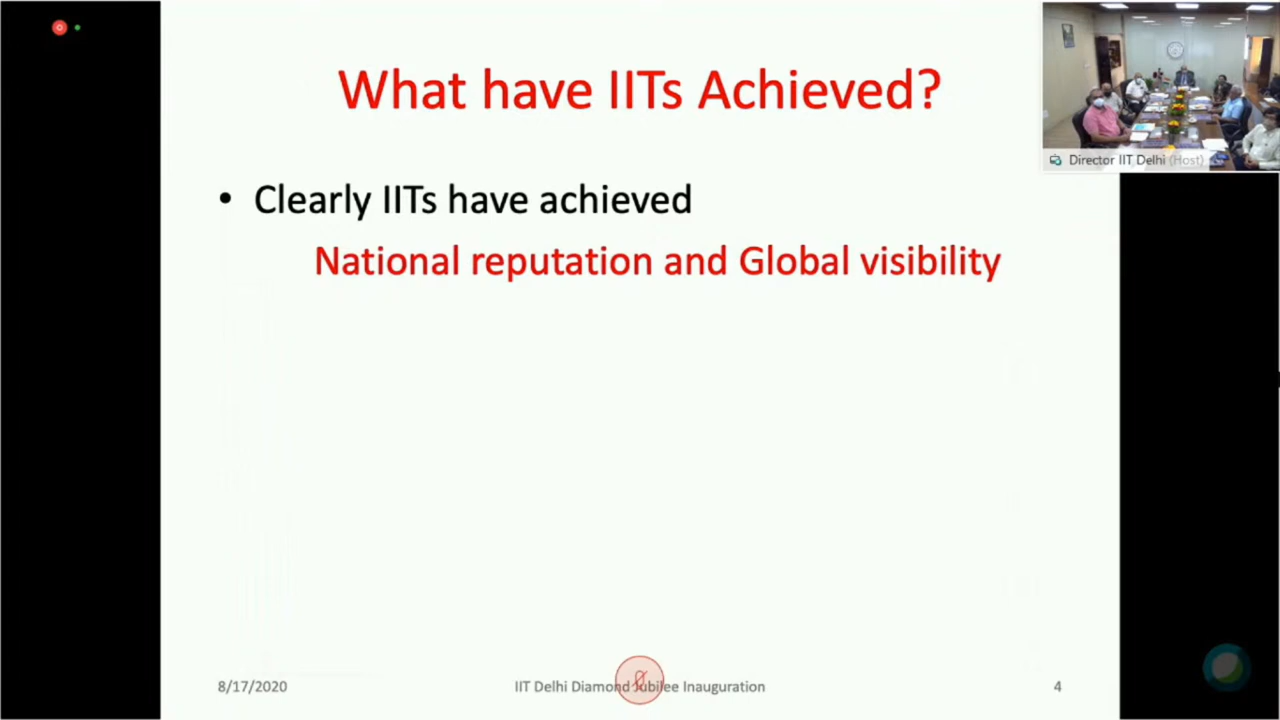 What have IITs Achieved?
Director IIT Delhi (Host)
• Clearly IITs have achieved
National reputation and Global visibility
8/17/2020
IIT Delhi Diamond Jubilee Inauguration
4